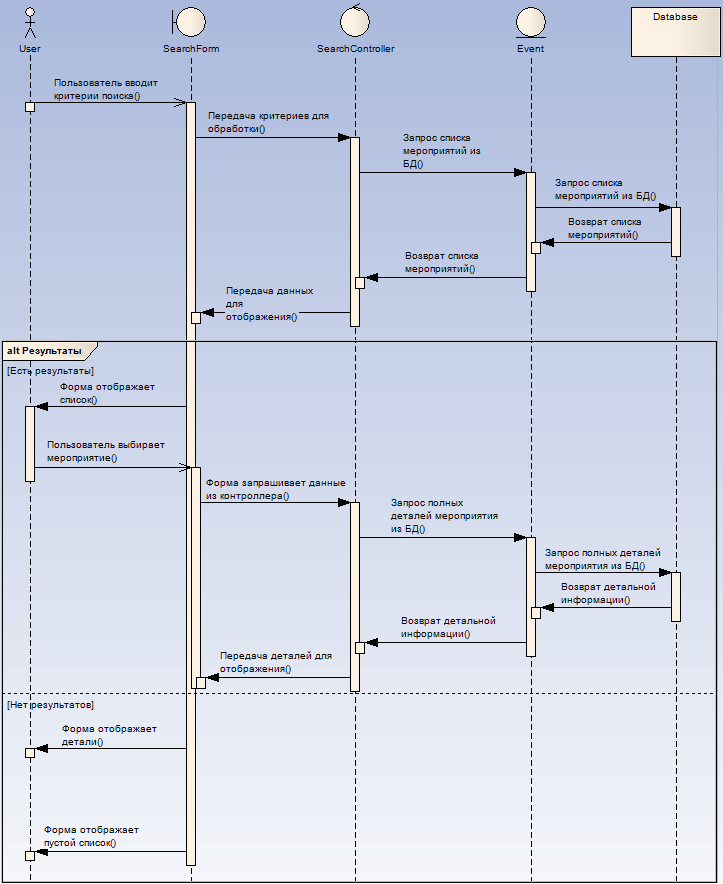 User
SearchForm
SearchController
Event
Database
Пользователь вводит
критерии поиска()
Передача критериев для
обработки()
Запрос списка
мероприятий из
БД()
Запрос списка
мероприятий из БД()
Возврат списка
мероприятий()
Возврат списка
мероприятий()
Передача данных
для
отображения()
alt Результаты
[Есть результаты]
Форма отображает
список()
Пользователь выбирает
мероприятие()
Форма запрашивает данные
из контроллера()
Запрос полных
деталей мероприятия
из БД()
Запрос полных деталей
мероприятия из БД()
Возврат детальной
информации()
Возврат детальной
информации()
Передача деталей для
отображения()
[Нет результатов]
Форма отображает
детали()
Форма отображает
пустой список()